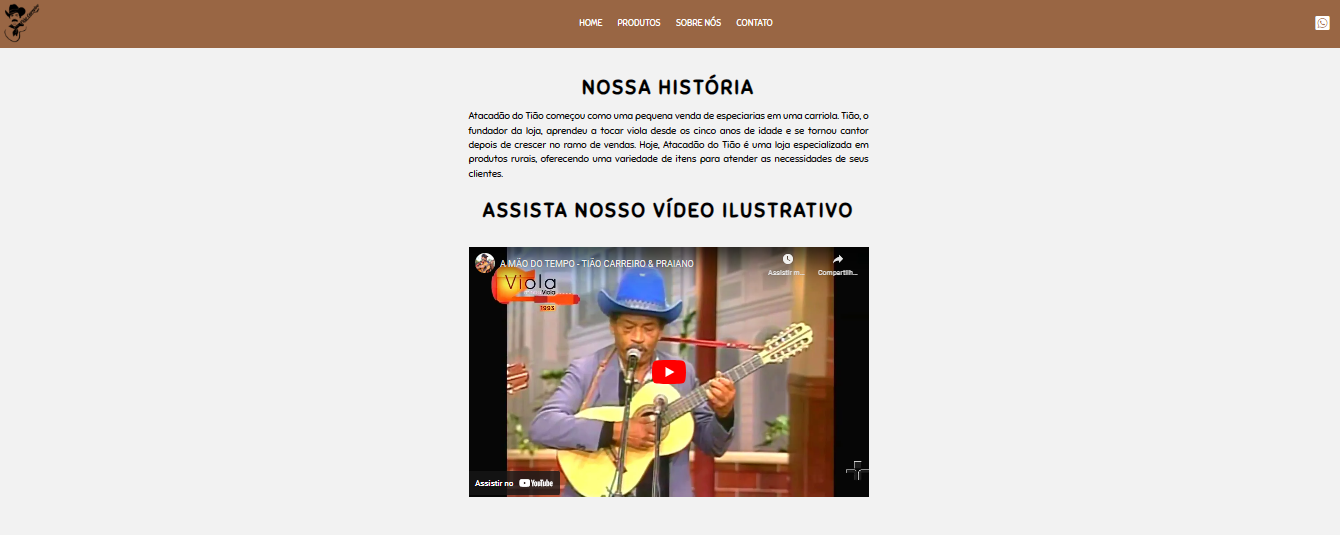 HOME PRODUTOS SOBRE NÓS CONTATO
NOSSA HISTÓRIA
Atacadão do Tião começou como uma pequena venda de especiarias em uma carriola. Tião, o
fundador da loja, aprendeu a tocar viola desde os cinco anos de idade e se tornou cantor
depois de crescer no ramo de vendas. Hoje, Atacadão do Tião é uma loja especializada em
produtos rurais, oferecendo uma variedade de itens para atender as necessidades de seus
clientes.
ASSISTA NOSSO VÍDEO ILUSTRATIVO
A MÃO DO TEMPO - TIÃO CARREIRO & PRAIANO
Assistir m... Compartilh...
Viola
Viola
1993
Assistir no YouTube